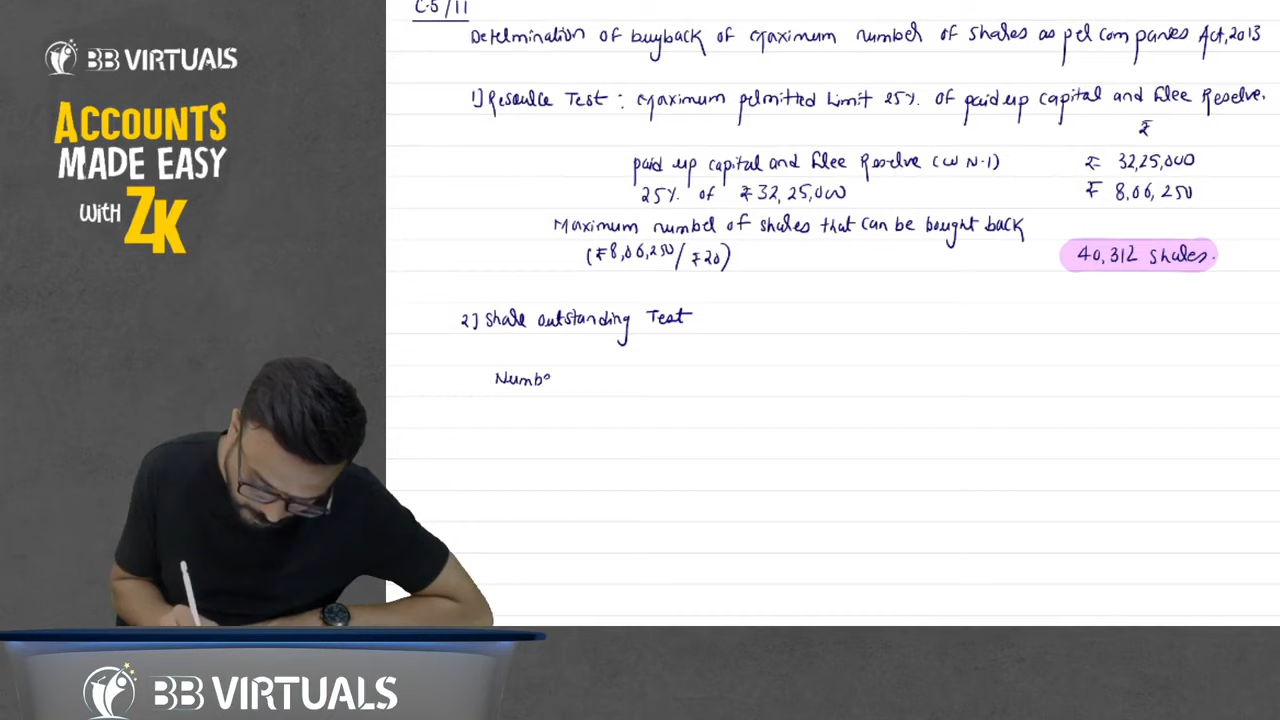 BB VIRTUALS
ACCOUNTS
MADE EASY
with ZK
C.5/11
Determination of buyback of maximum number of shares as per companies Act, 2013
1) Resource Test : Maximum permitted Limit 25% of paid up capital and free Reserve.
₹
paid up capital and free Reserve (WN-1) ₹ 32,25,000
25% of ₹32,25,000 ₹ 8,06,250
Maximum number of shares that can be bought back
(₹8,06,250/₹20) 40,312 shares.
2) Share outstanding Test
Numbe
BB VIRTUALS